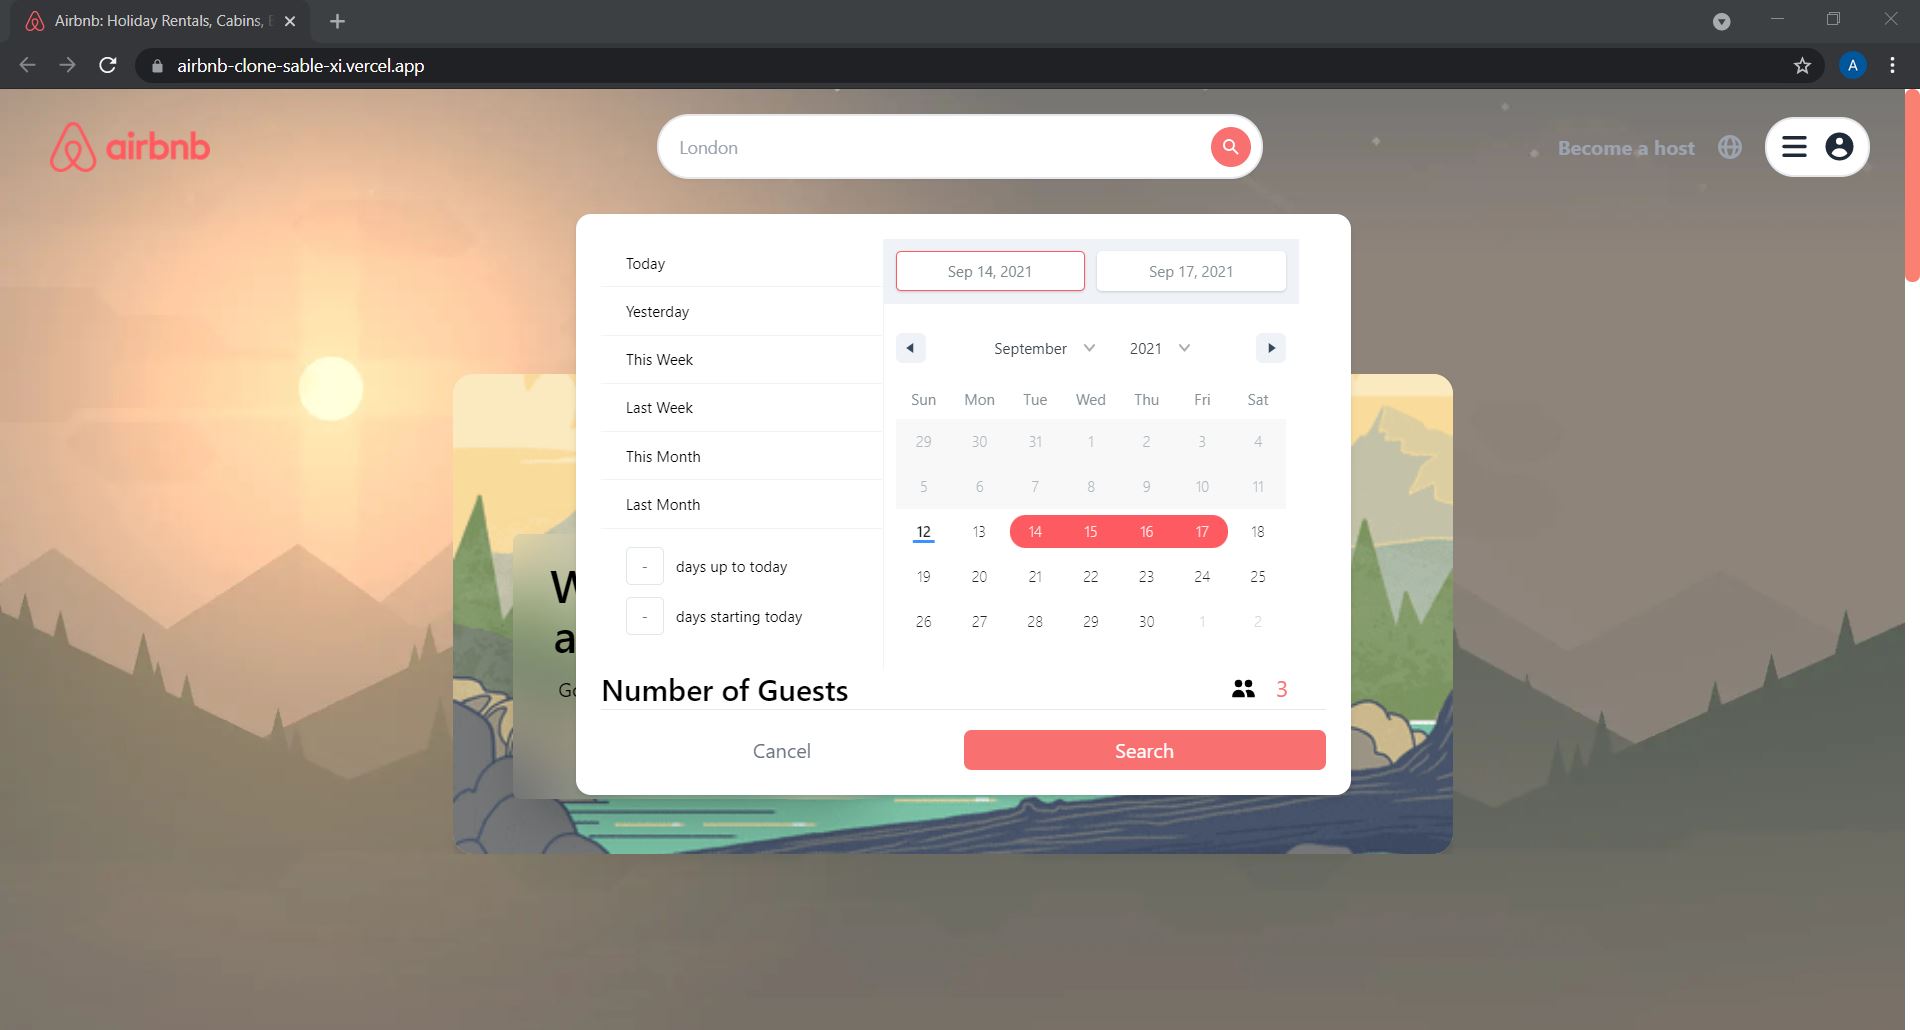 Airbnb: Holiday Rentals, Cabins,
airbnb-clone-sable-xi.vercel.app
A
airbnb
London
Become a host
Today
Yesterday
This Week
Last Week
This Month
Last Month
- days up to today
- days starting today
Sep 14, 2021 Sep 17, 2021
September 2021
Sun Mon Tue Wed Thu Fri Sat
29 30 31 1 2 3 4
5 6 7 8 9 10 11
12 13 14 15 16 17 18
19 20 21 22 23 24 25
26 27 28 29 30 1 2
W
a
Go
Number of Guests 3
Cancel Search